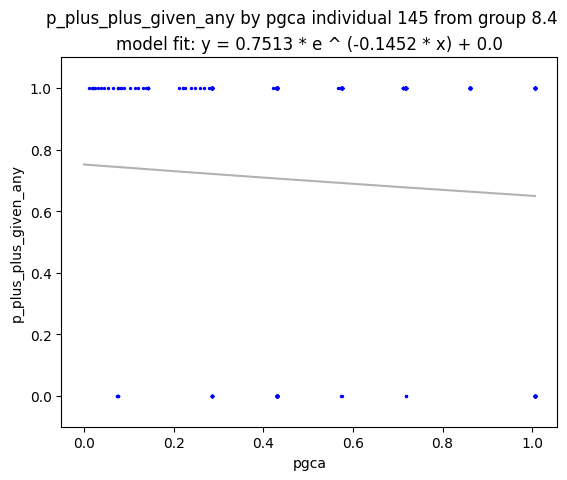 p_plus_plus_given_any by pgca individual 145 from group 8.4
model fit: y = 0.7513 * e ^ (-0.1452 * x) + 0.0
1.0
0.8
0.6
0.4
0.2
0.0
p_plus_plus_given_any
0.0 0.2 0.4 0.6 0.8 1.0
pgca